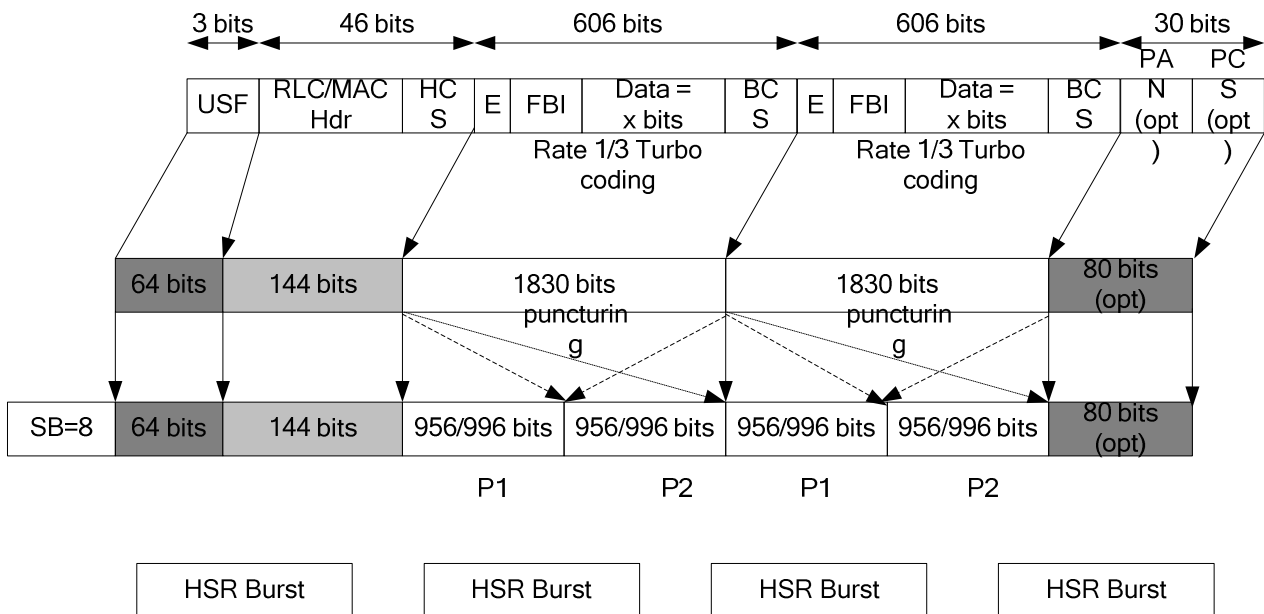 3 bits 46 bits 606 bits 606 bits 30 bits
USF
RLC/MAC
Hdr
HC
S
E
FBI
Data =
x bits
BC
S
E
FBI
Data =
x bits
BC
S
PA
N
(opt
)
PC
S
(opt
)
Rate 1/3 Turbo
coding
Rate 1/3 Turbo
coding
64 bits
144 bits
1830 bits
puncturin
g
1830 bits
puncturin
g
80 bits
(opt)
SB=8
64 bits
144 bits
956/996 bits
956/996 bits
956/996 bits
956/996 bits
80 bits
(opt)
P1 P2 P1 P2
HSR Burst HSR Burst HSR Burst HSR Burst